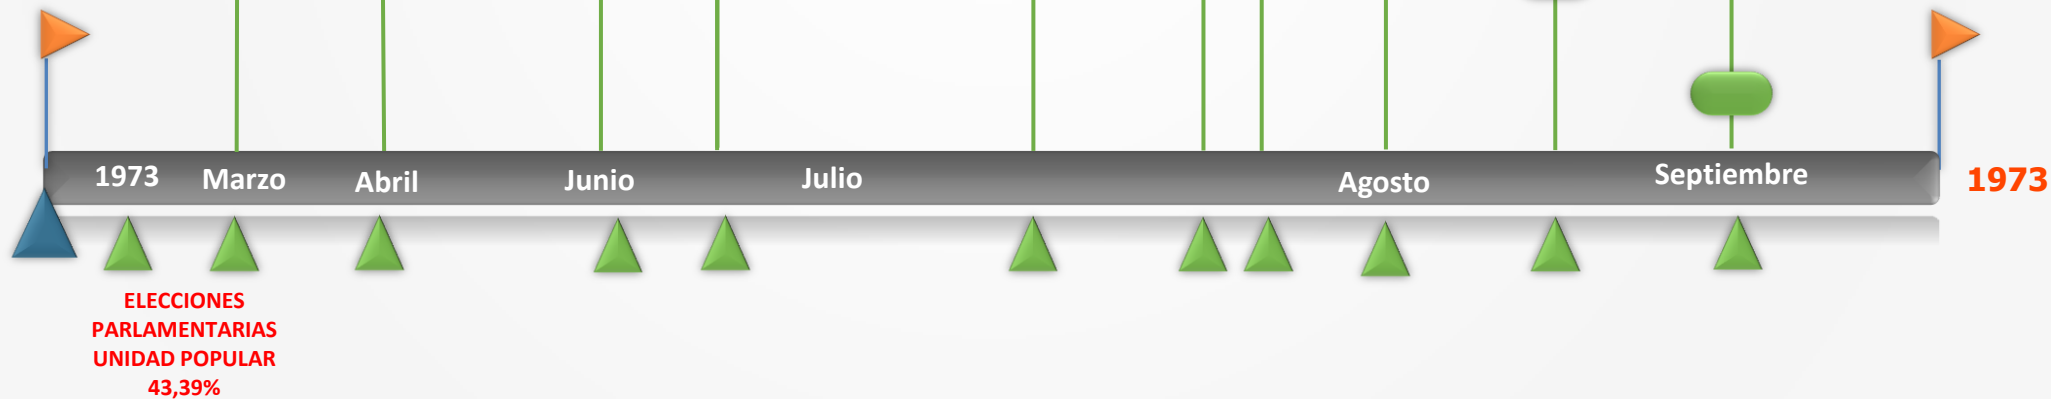 1973
Marzo
Abril
Junio
Julio
Agosto
Septiembre
1973
ELECCIONES
PARLAMENTARIAS
UNIDAD POPULAR
43,39%